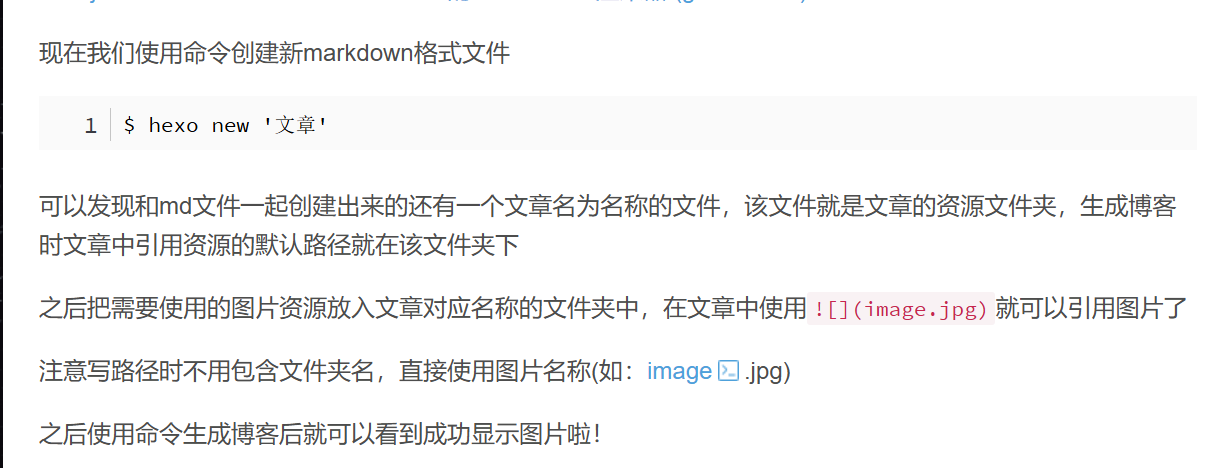 现在我们使用命令创建新markdown格式文件
1 $ hexo new '文章'
可以发现和md文件一起创建出来的还有一个文章名为名称的文件，该文件就是文章的资源文件夹，生成博客
时文章中引用资源的默认路径就在该文件夹下
之后把需要使用的图片资源放入文章对应名称的文件夹中，在文章中使用![](image.jpg)就可以引用图片了
注意写路径时不用包含文件夹名，直接使用图片名称(如：image.jpg)
之后使用命令生成博客后就可以看到成功显示图片啦！